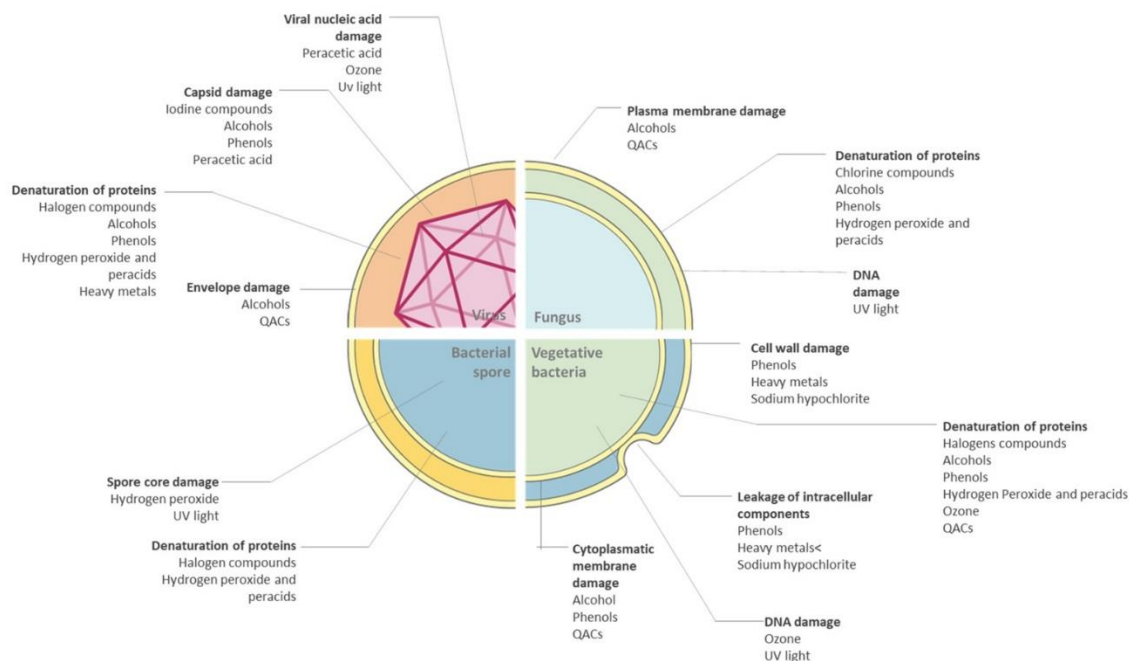 Viral nucleic acid
damage
Peracetic acid
Ozone
Uv light
Capsid damage
Iodine compounds
Alcohols
Phenols
Peracetic acid
Denaturation of proteins
Halogen compounds
Alcohols
Phenols
Hydrogen peroxide and
peracids
Heavy metals
Envelope damage
Alcohols
QACs
Virus
Plasma membrane damage
Alcohols
QACs
Denaturation of proteins
Chlorine compounds
Alcohols
Phenols
Hydrogen peroxide and
peracids
DNA
damage
UV light
Fungus
Bacterial
spore
Spore core damage
Hydrogen peroxide
UV light
Denaturation of proteins
Halogen compounds
Hydrogen peroxide and
peracids
Vegetative
bacteria
Cell wall damage
Phenols
Heavy metals
Sodium hypochlorite
Denaturation of proteins
Halogens compounds
Alcohols
Phenols
Hydrogen Peroxide and peracids
Ozone
QACs
Leakage of intracellular
components
Phenols
Heavy metals<
Sodium hypochlorite
Cytoplasmatic
membrane
damage
Alcohol
Phenols
QACs
DNA damage
Ozone
UV light